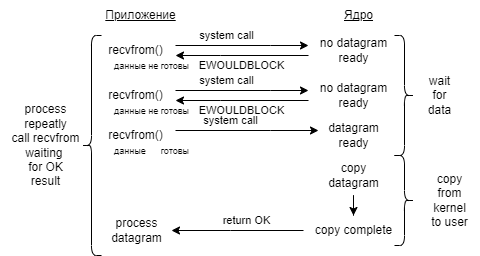 Приложение
Ядро
system call
recvfrom()
no datagram
ready
данные не готовы
EWOULDBLOCK
system call
recvfrom()
no datagram
ready
данные не готовы
EWOULDBLOCK
system call
recvfrom()
datagram
ready
данные готовы
wait
for
data
process
repeatly
call recvfrom
waiting
for OK
result
copy
datagram
copy
from
kernel
to user
process
datagram
return OK
copy complete